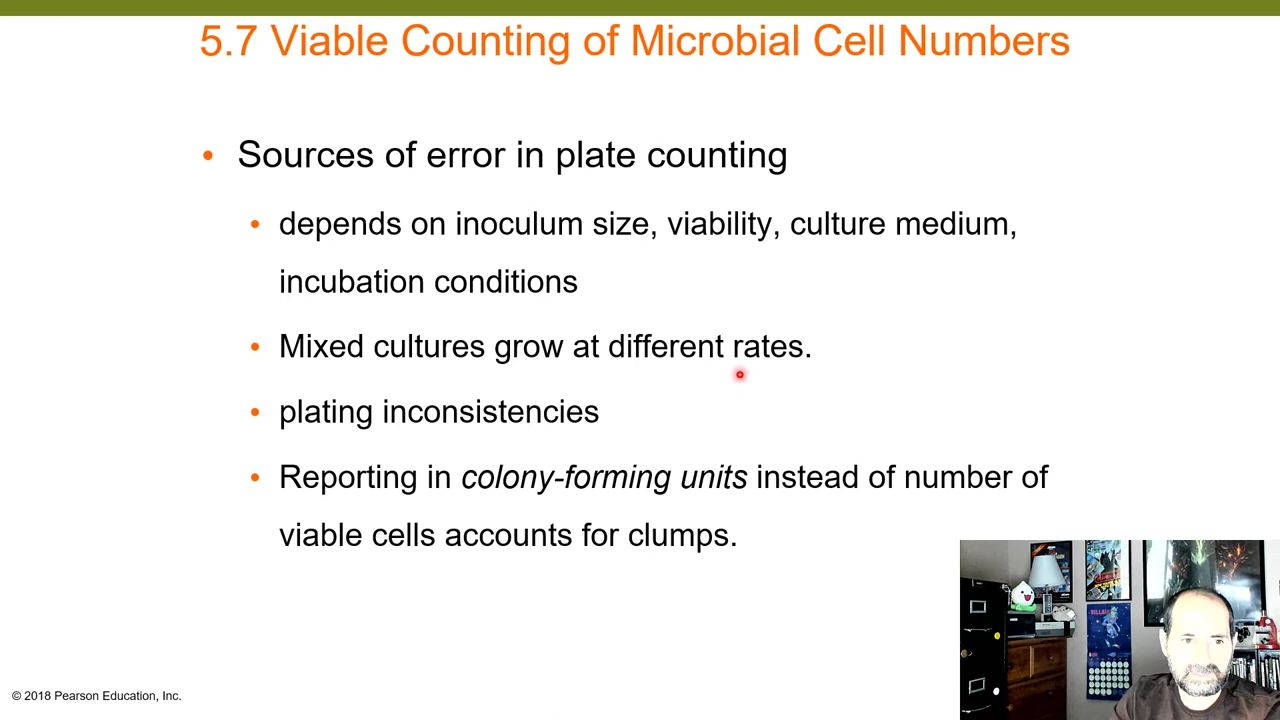 5.7 Viable Counting of Microbial Cell Numbers
• Sources of error in plate counting
• depends on inoculum size, viability, culture medium,
incubation conditions
• Mixed cultures grow at different rates.
• plating inconsistencies
• Reporting in colony-forming units instead of number of
viable cells accounts for clumps.
© 2018 Pearson Education, Inc.